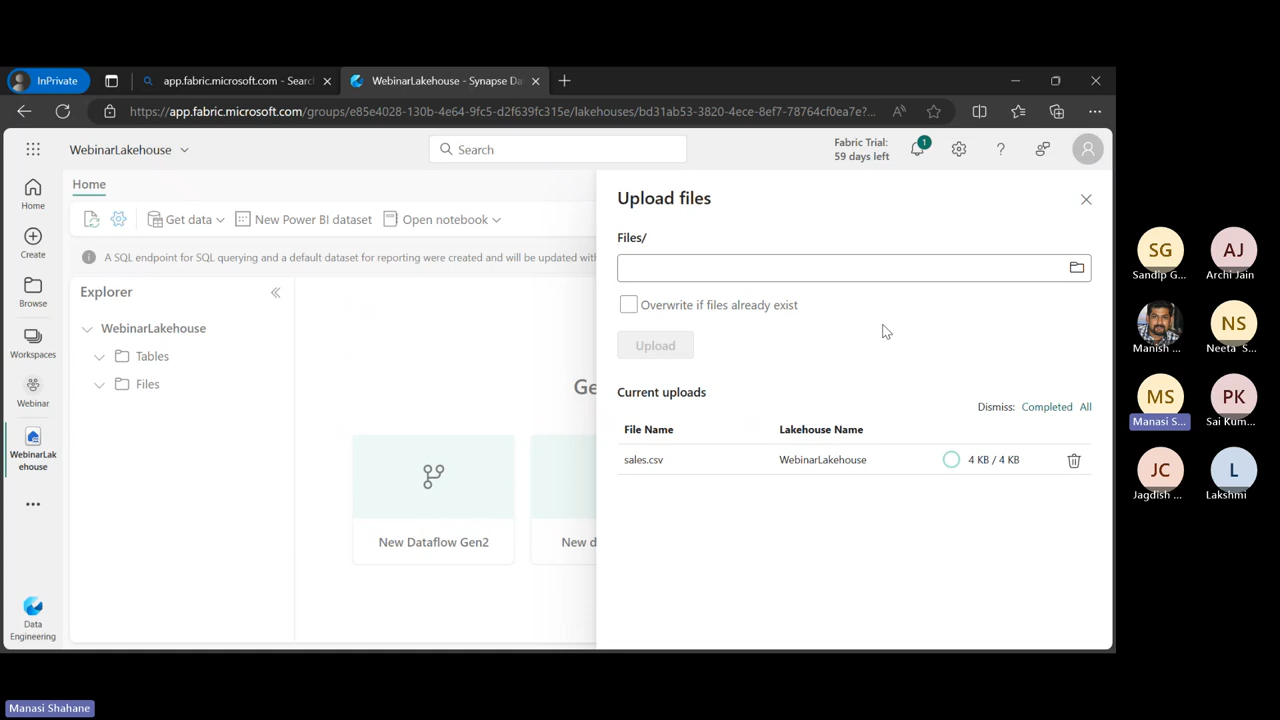 InPrivate
app.fabric.microsoft.com - Searc
WebinarLakehouse - Synapse Da
https://app.fabric.microsoft.com/groups/e85e4028-130b-4e64-9fc5-d2f639fc315e/lakehouses/bd31ab53-3820-4ece-8ef7-78764cf0ea7e?...
WebinarLakehouse
Search
Fabric Trial:
59 days left
1
Home
Create
Browse
Workspaces
Webinar
WebinarLak
ehouse
Data
Engineering
Home
Get data
New Power BI dataset
Open notebook
A SQL endpoint for SQL querying and a default dataset for reporting were created and will be updated with
Explorer
WebinarLakehouse
Tables
Files
Ge
New Dataflow Gen2
New d
Upload files
Files/
Overwrite if files already exist
Upload
Current uploads
Dismiss: Completed All
File Name Lakehouse Name
sales.csv WebinarLakehouse 4 KB / 4 KB
SG
Sandip G...
AJ
Archi Jain
Manish ...
NS
Neeta S...
MS
Manasi S...
PK
Sai Kum...
JC
Jagdish ...
L
Lakshmi
Manasi Shahane